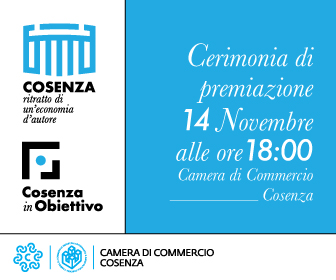 COSENZA
ritratto di
un'economia
d'autore
Cosenza
in Obiettivo
Cerimonia di
premiazione
14 Novembre
alle ore 18:00
Camera di Commercio
Cosenza
CAMERA DI COMMERCIO
COSENZA